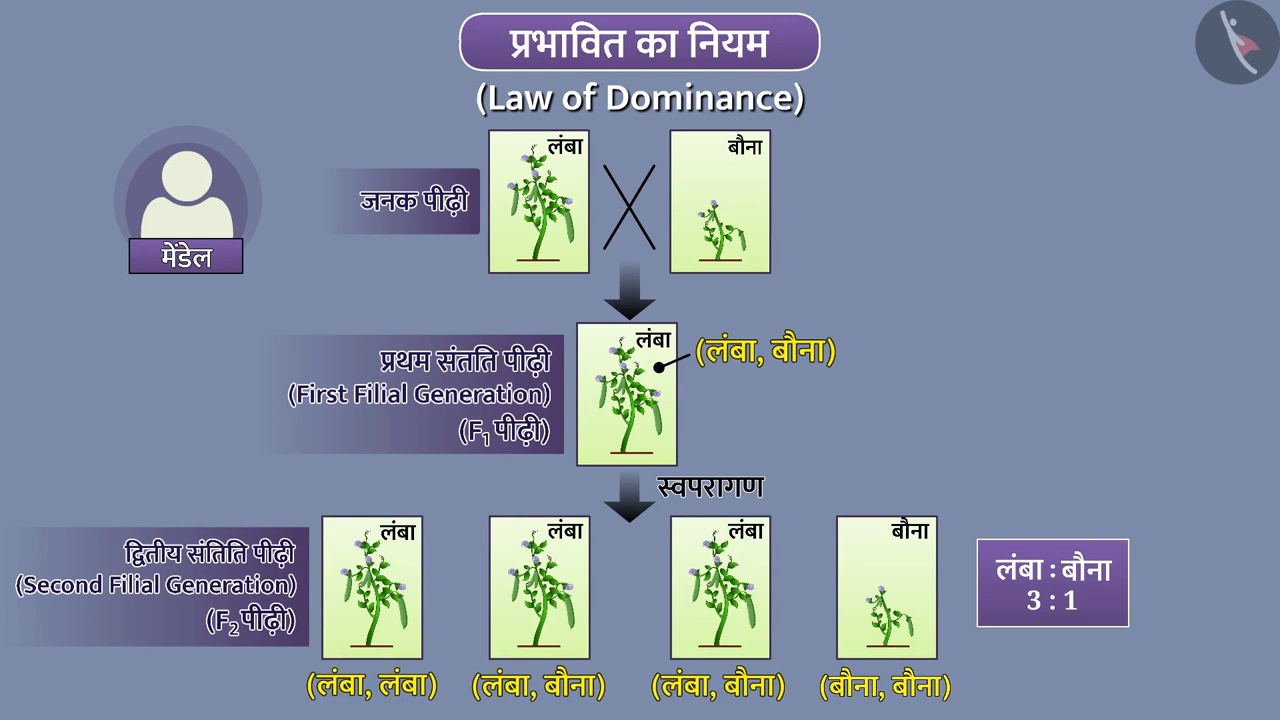 प्रभावित का नियम
(Law of Dominance)
लंबा
बौना
जनक पीढ़ी
मेंडेल
लंबा
(लंबा, बौना)
प्रथम संतति पीढ़ी
(First Filial Generation)
(F₁ पीढ़ी)
स्वपरागण
लंबा
लंबा
लंबा
बौना
द्वितीय संतिति पीढ़ी
(Second Filial Generation)
(F₂ पीढ़ी)
लंबा : बौना
3 : 1
(लंबा, लंबा)
(लंबा, बौना)
(लंबा, बौना)
(बौना, बौना)